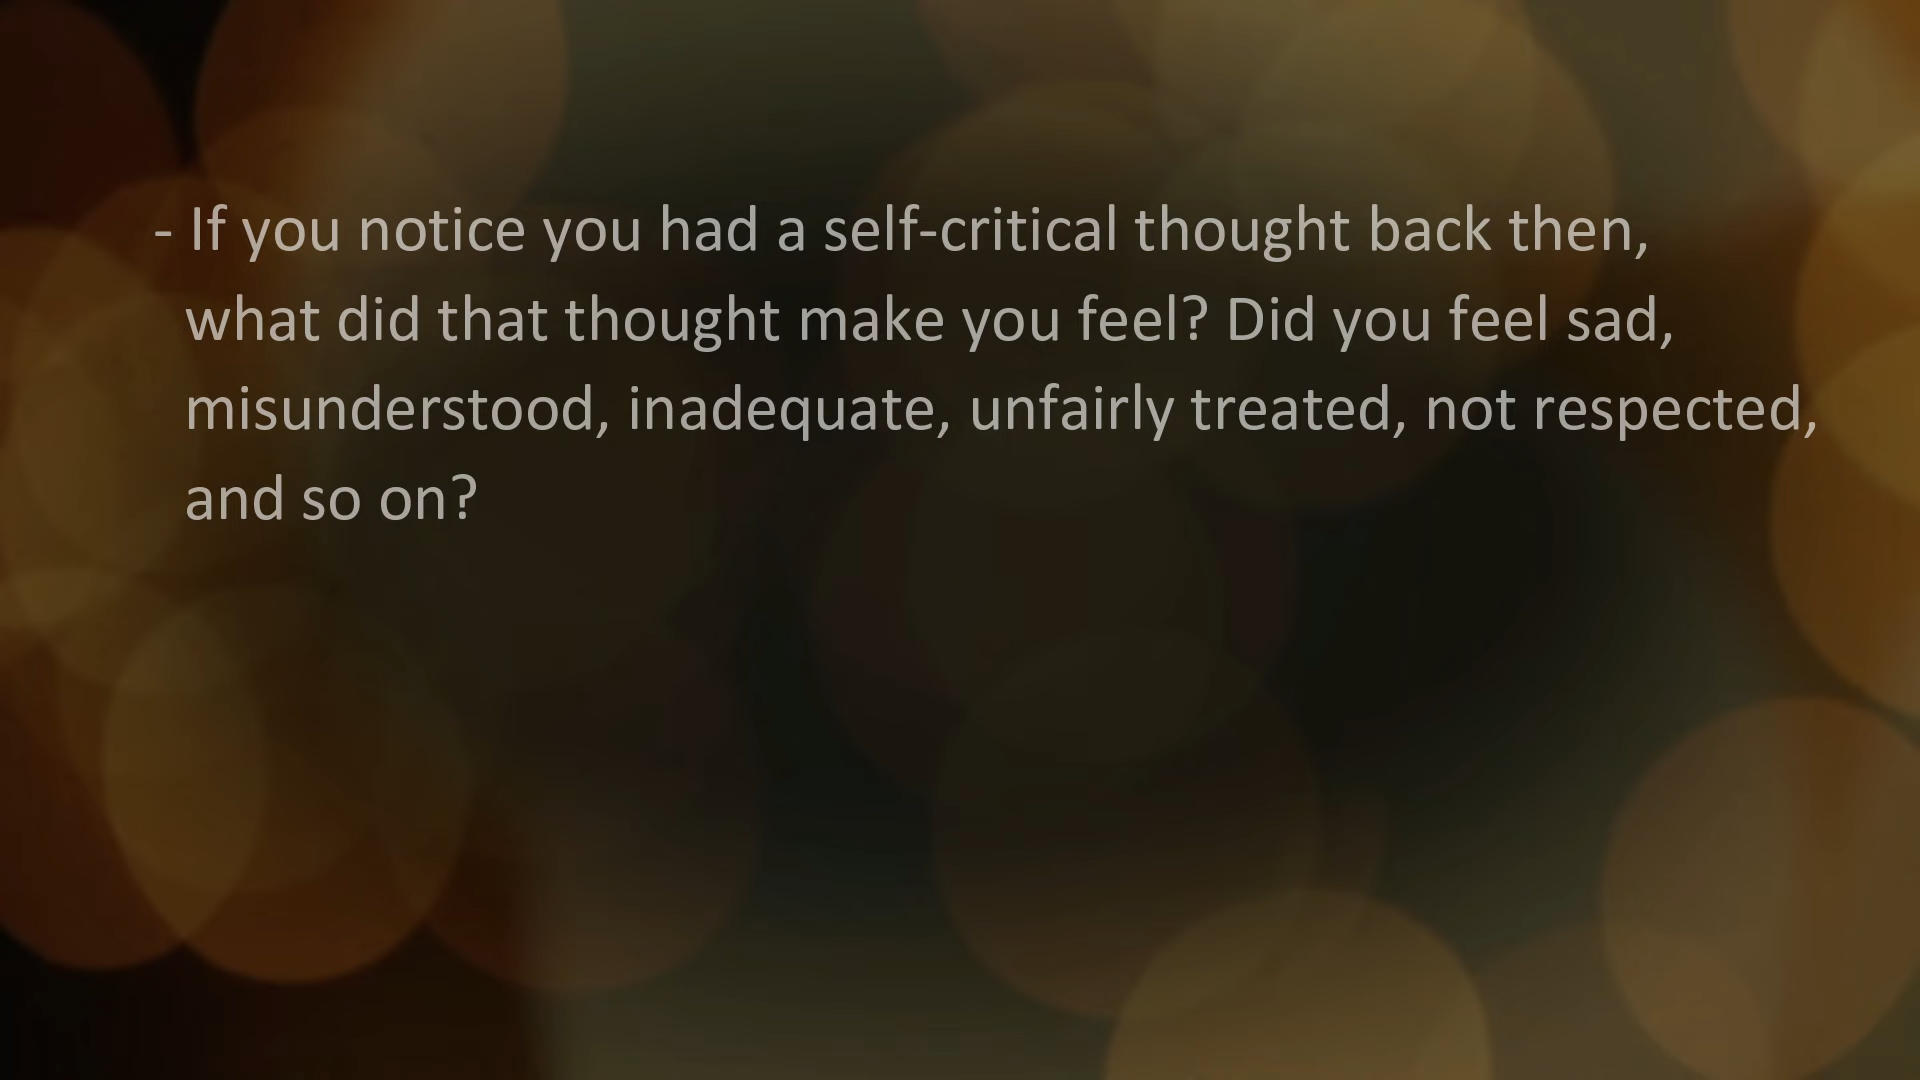 - If you notice you had a self-critical thought back then,
what did that thought make you feel? Did you feel sad,
misunderstood, inadequate, unfairly treated, not respected,
and so on?